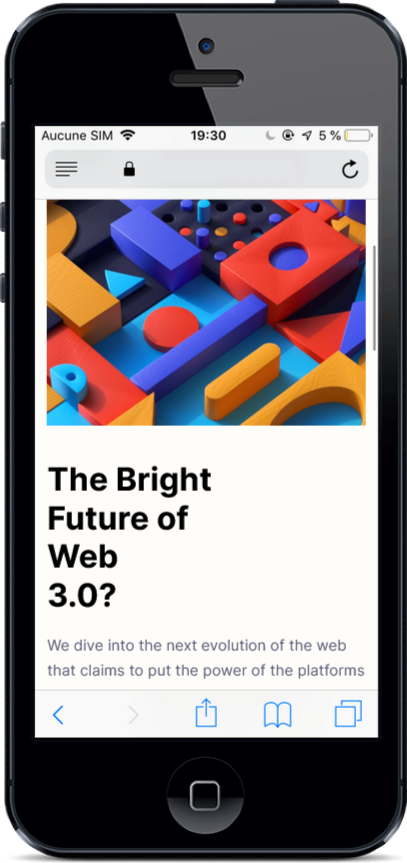 Aucune SIM 19:30 5 %
The Bright
Future of
Web
3.0?
We dive into the next evolution of the web
that claims to put the power of the platforms